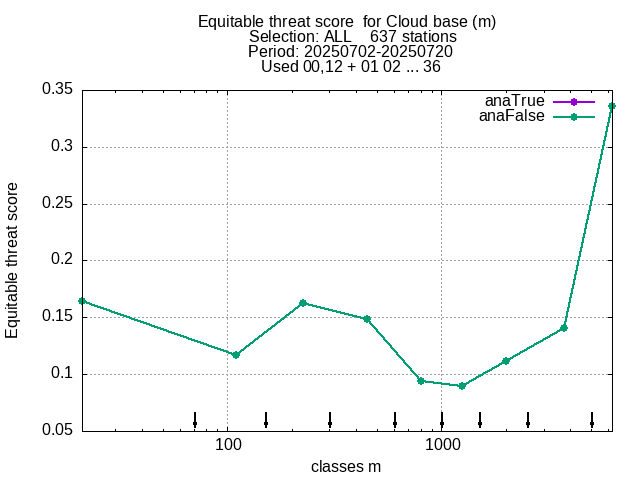 Equitable threat score  for Cloud base (m)
Selection: ALL    637 stations
Period: 20250702-20250720
Used 00,12 + 01 02 ... 36
anaTrue
anaFalse
Equitable threat score
0.35
0.3
0.25
0.2
0.15
0.1
0.05
100
1000
classes m